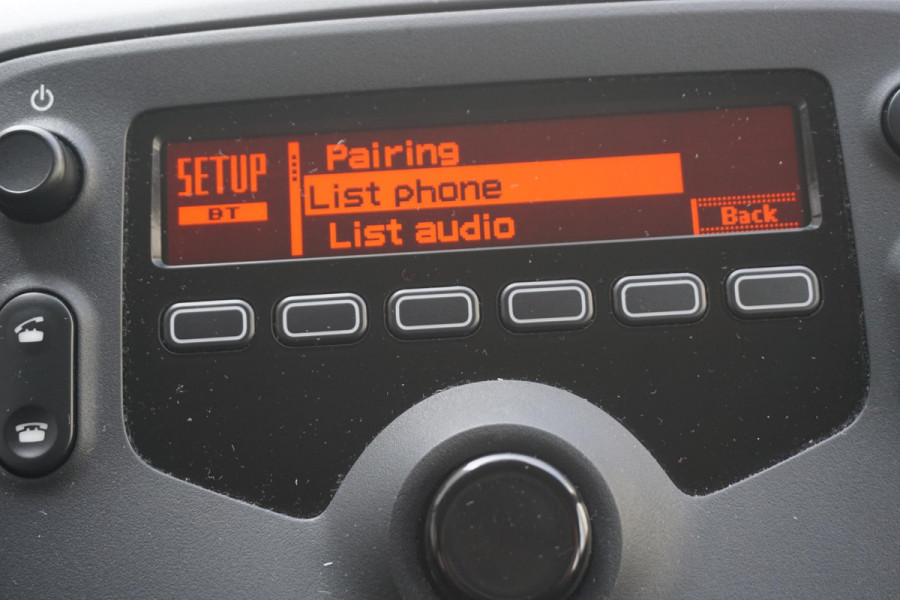 SETUP
BT
Pairing
List phone
List audio
Back